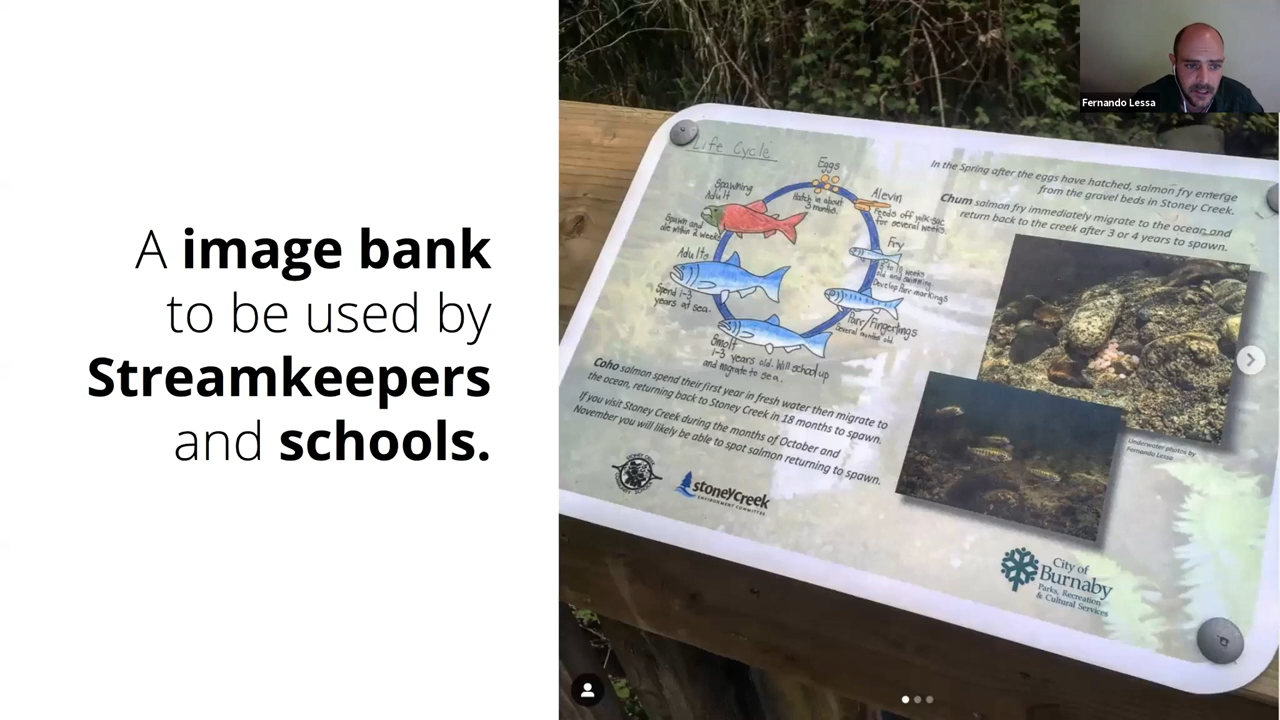 A image bank
to be used by
Streamkeepers
and schools.
Fernando Lessa
Life Cycle
Eggs
Hatch in about
3 months.
Alevin
Feeds off yolk-sac
for several weeks.
Fry
old and swimming.
Develop Parr markings
Parr/Fingerlings
Several months old.
Smolt
1-3 years old. Will school up
and migrate to sea.
Adults
Spend 1-3
years at sea.
Spawning
Adult
Spawn and
die within 2 weeks
In the Spring after the eggs have hatched, salmon fry emerge
from the gravel beds in Stoney Creek.
Chum salmon fry immediately migrate to the ocean and
return back to the creek after 3 or 4 years to spawn.
Coho salmon spend their first year in fresh water then migrate to
the ocean, returning back to Stoney Creek in 18 months to spawn.
If you visit Stoney Creek during the months of October and
November you will likely be able to spot salmon returning to spawn.
Underwater photos by
Fernando Lessa
stoneycreek
ENVIRONMENT COMMITTEE
City of
Burnaby
Parks, Recreation
& Cultural Services